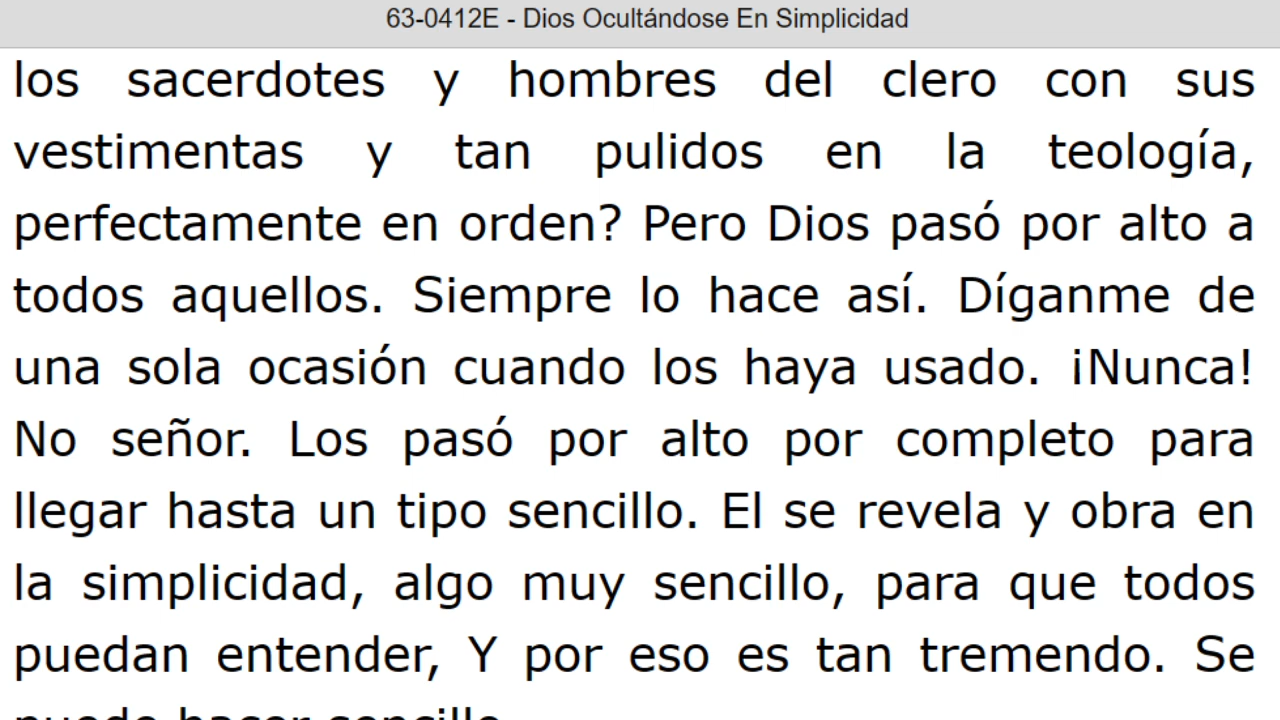 63-0412E - Dios Ocultándose En Simplicidad
los sacerdotes y hombres del clero con sus
vestimentas y tan pulidos en la teología,
perfectamente en orden? Pero Dios pasó por alto a
todos aquellos. Siempre lo hace así. Díganme de
una sola ocasión cuando los haya usado. ¡Nunca!
No señor. Los pasó por alto por completo para
llegar hasta un tipo sencillo. El se revela y obra en
la simplicidad, algo muy sencillo, para que todos
puedan entender, Y por eso es tan tremendo. Se
puede hacer sencillo